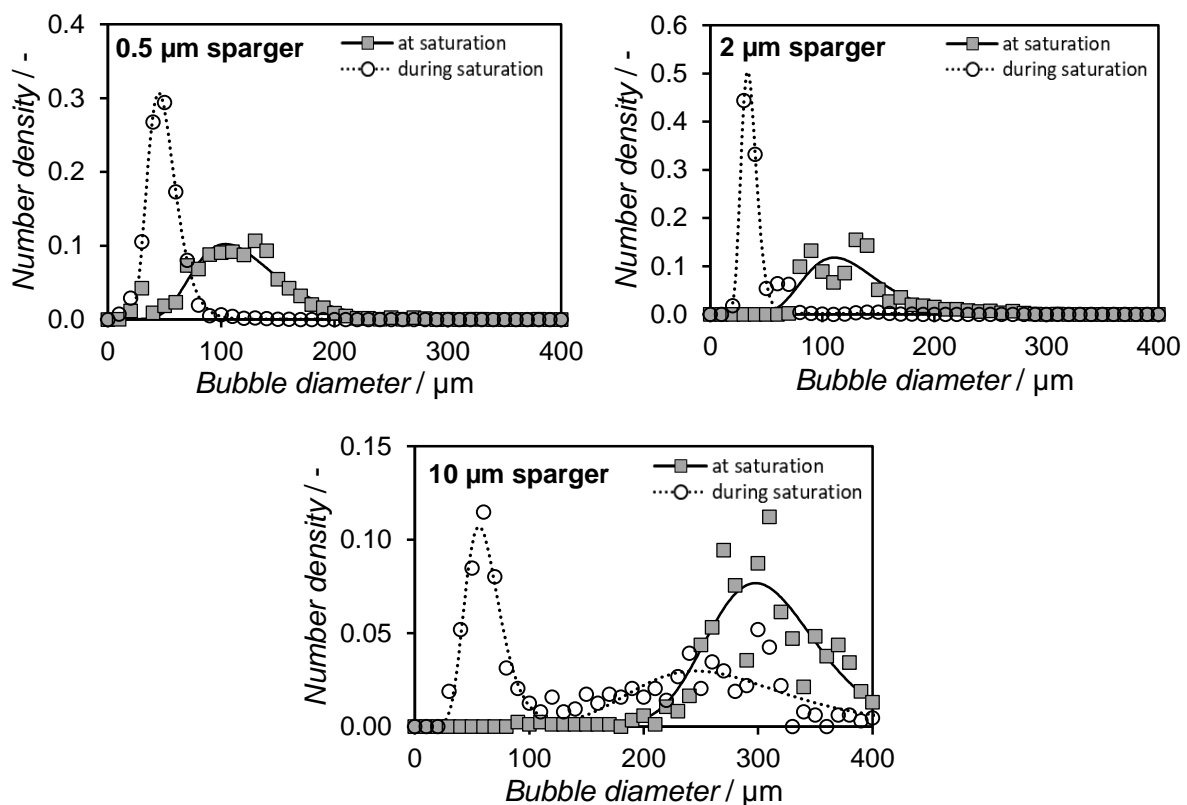 0.5 µm sparger
at saturation
during saturation
Number density / -
0.4
0.3
0.2
0.1
0.0
0 100 200 300 400
Bubble diameter / µm
2 µm sparger
at saturation
during saturation
Number density / -
0.6
0.5
0.4
0.3
0.2
0.1
0.0
0 100 200 300 400
Bubble diameter / µm
10 µm sparger
at saturation
during saturation
Number density / -
0.15
0.10
0.05
0.00
0 100 200 300 400
Bubble diameter / µm